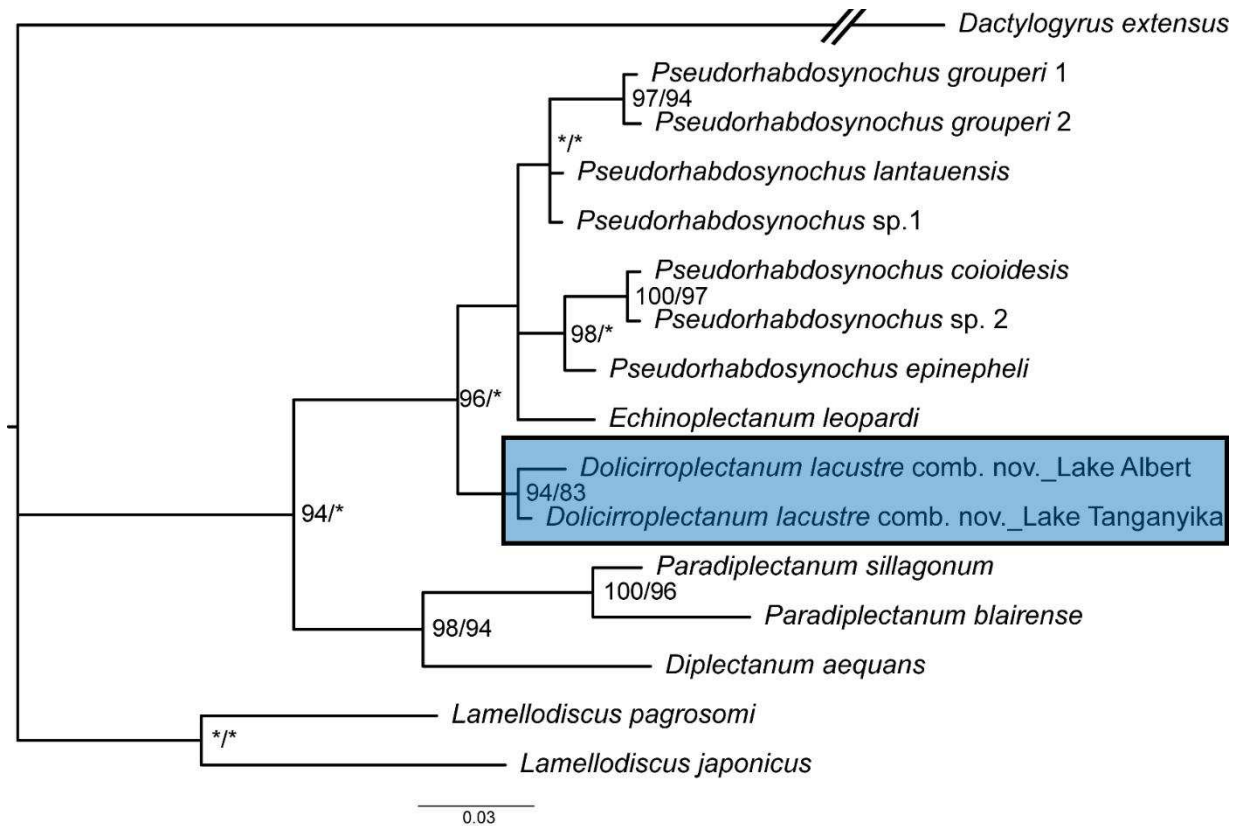 Dactylogyrus extensus
Pseudorhabdosynochus grouperi 1
97/94
Pseudorhabdosynochus grouperi 2
*/*
Pseudorhabdosynochus lantauensis
Pseudorhabdosynochus sp.1
Pseudorhabdosynochus coioidesis
100/97
Pseudorhabdosynochus sp. 2
98/*
Pseudorhabdosynochus epinepheli
96/*
Echinoplectanum leopardi
Dolicirroplectanum lacustre comb. nov._Lake Albert
94/83
Dolicirroplectanum lacustre comb. nov._Lake Tanganyika
94/*
Paradiplectanum sillagonum
100/96
Paradiplectanum blairense
98/94
Diplectanum aequans
Lamellodiscus pagrosomi
*/*
Lamellodiscus japonicus
0.03